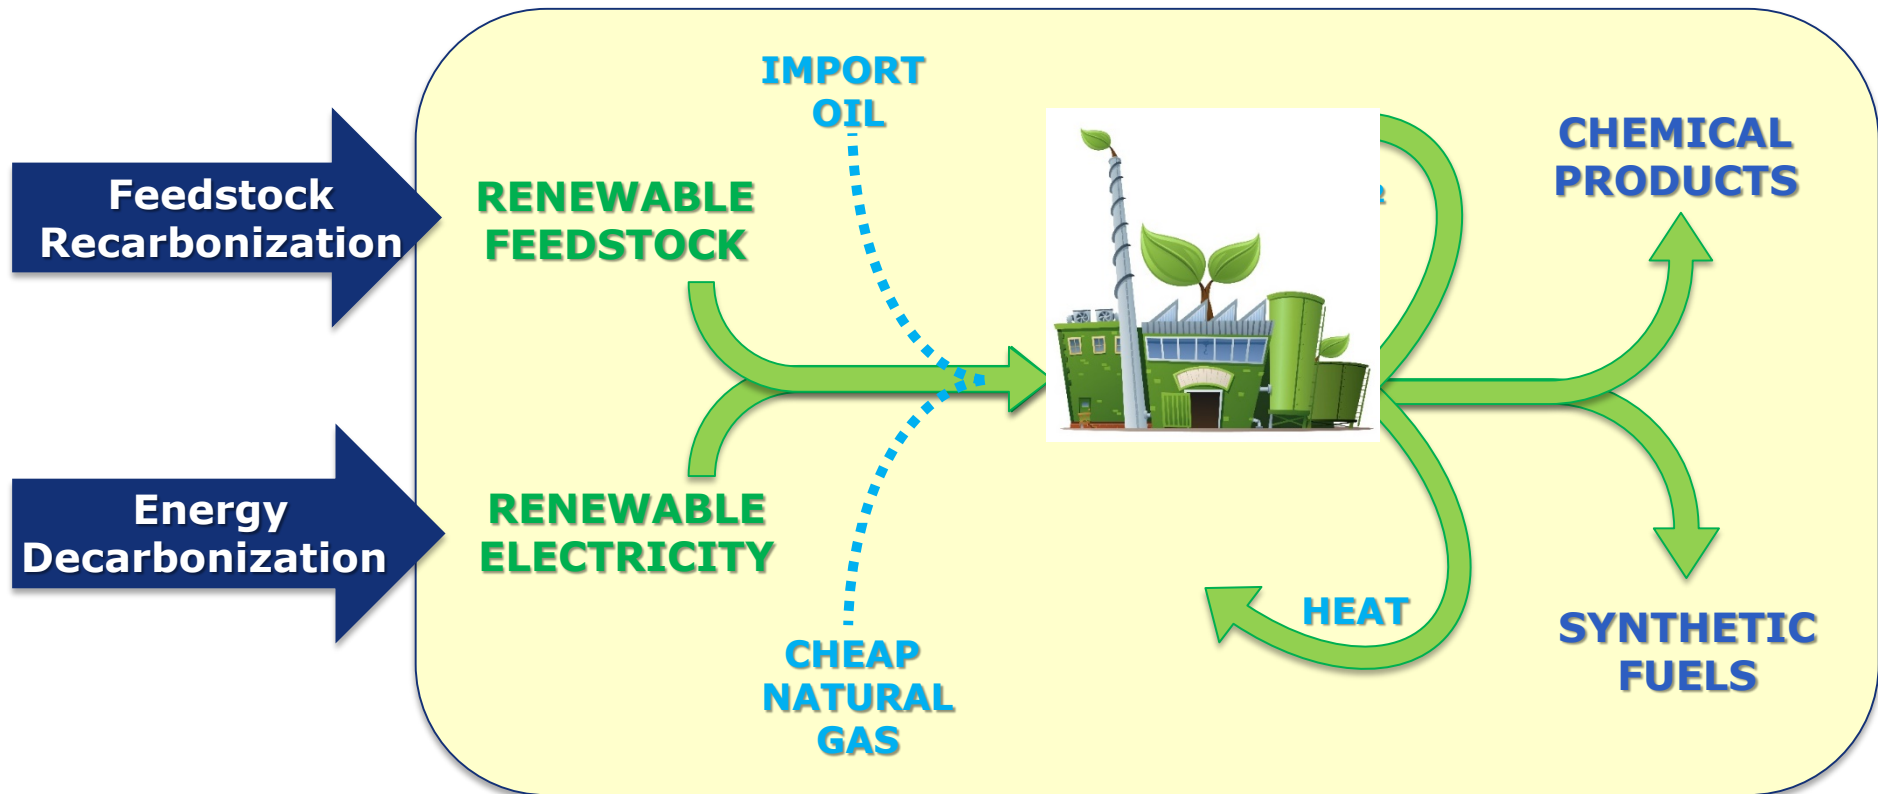 Feedstock
Recarbonization
Energy
Decarbonization
RENEWABLE
FEEDSTOCK
RENEWABLE
ELECTRICITY
IMPORT
OIL
CHEAP
NATURAL
GAS
HEAT
CHEMICAL
PRODUCTS
SYNTHETIC
FUELS